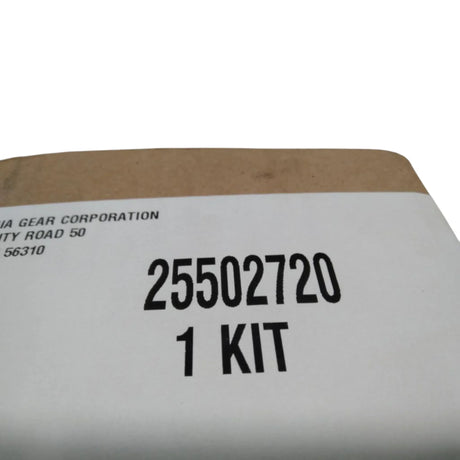 IA GEAR CORPORATION
TY ROAD 50
56310
25502720
1 KIT